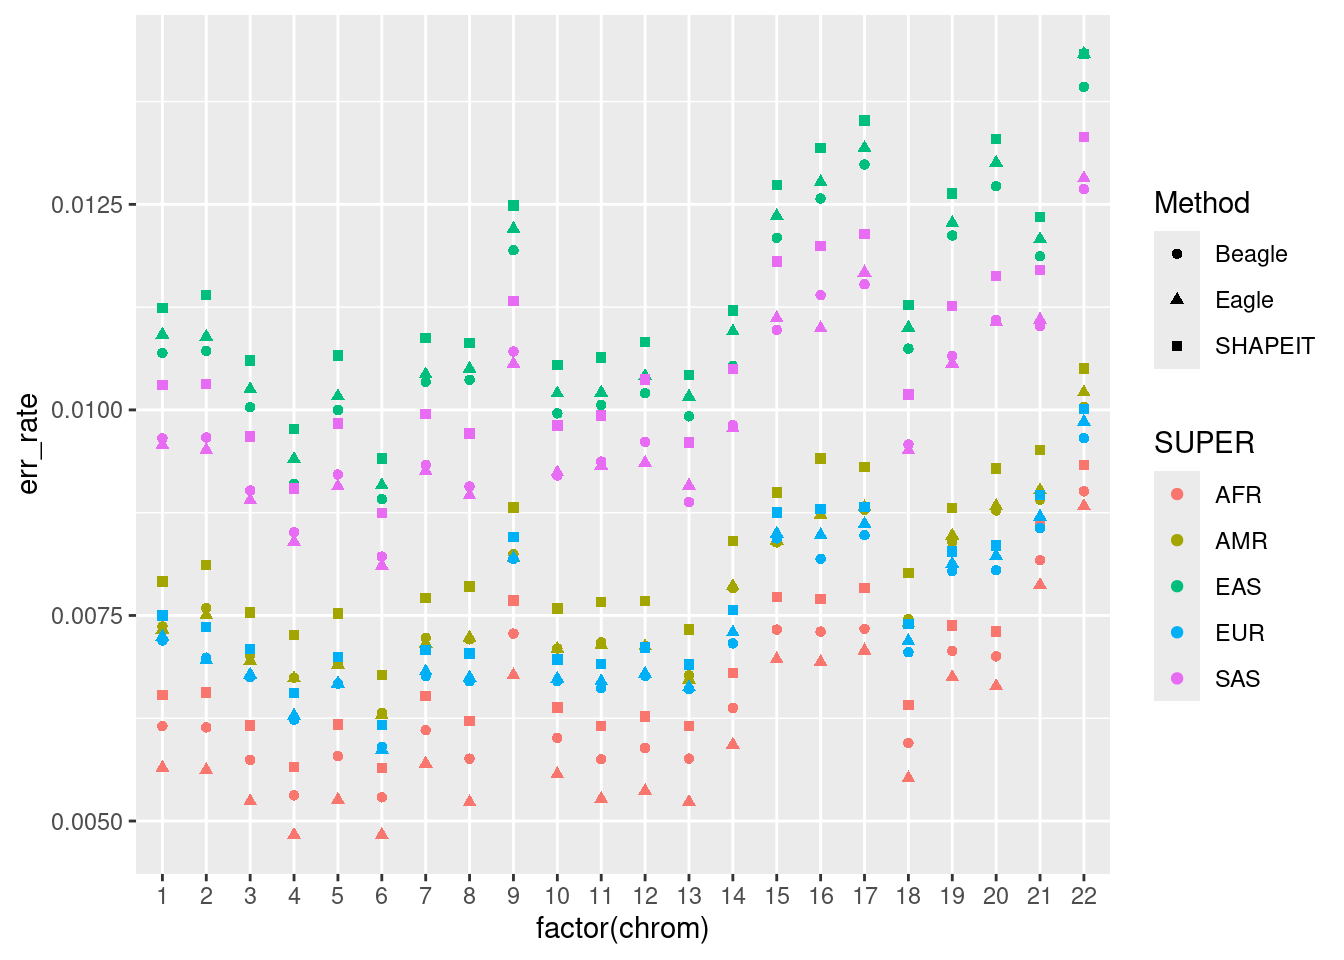 err_rate
0.0125
0.0100
0.0075
0.0050
1 2 3 4 5 6 7 8 9 10 11 12 13 14 15 16 17 18 19 20 21 22
factor(chrom)
Method
Beagle
Eagle
SHAPEIT
SUPER
AFR
AMR
EAS
EUR
SAS